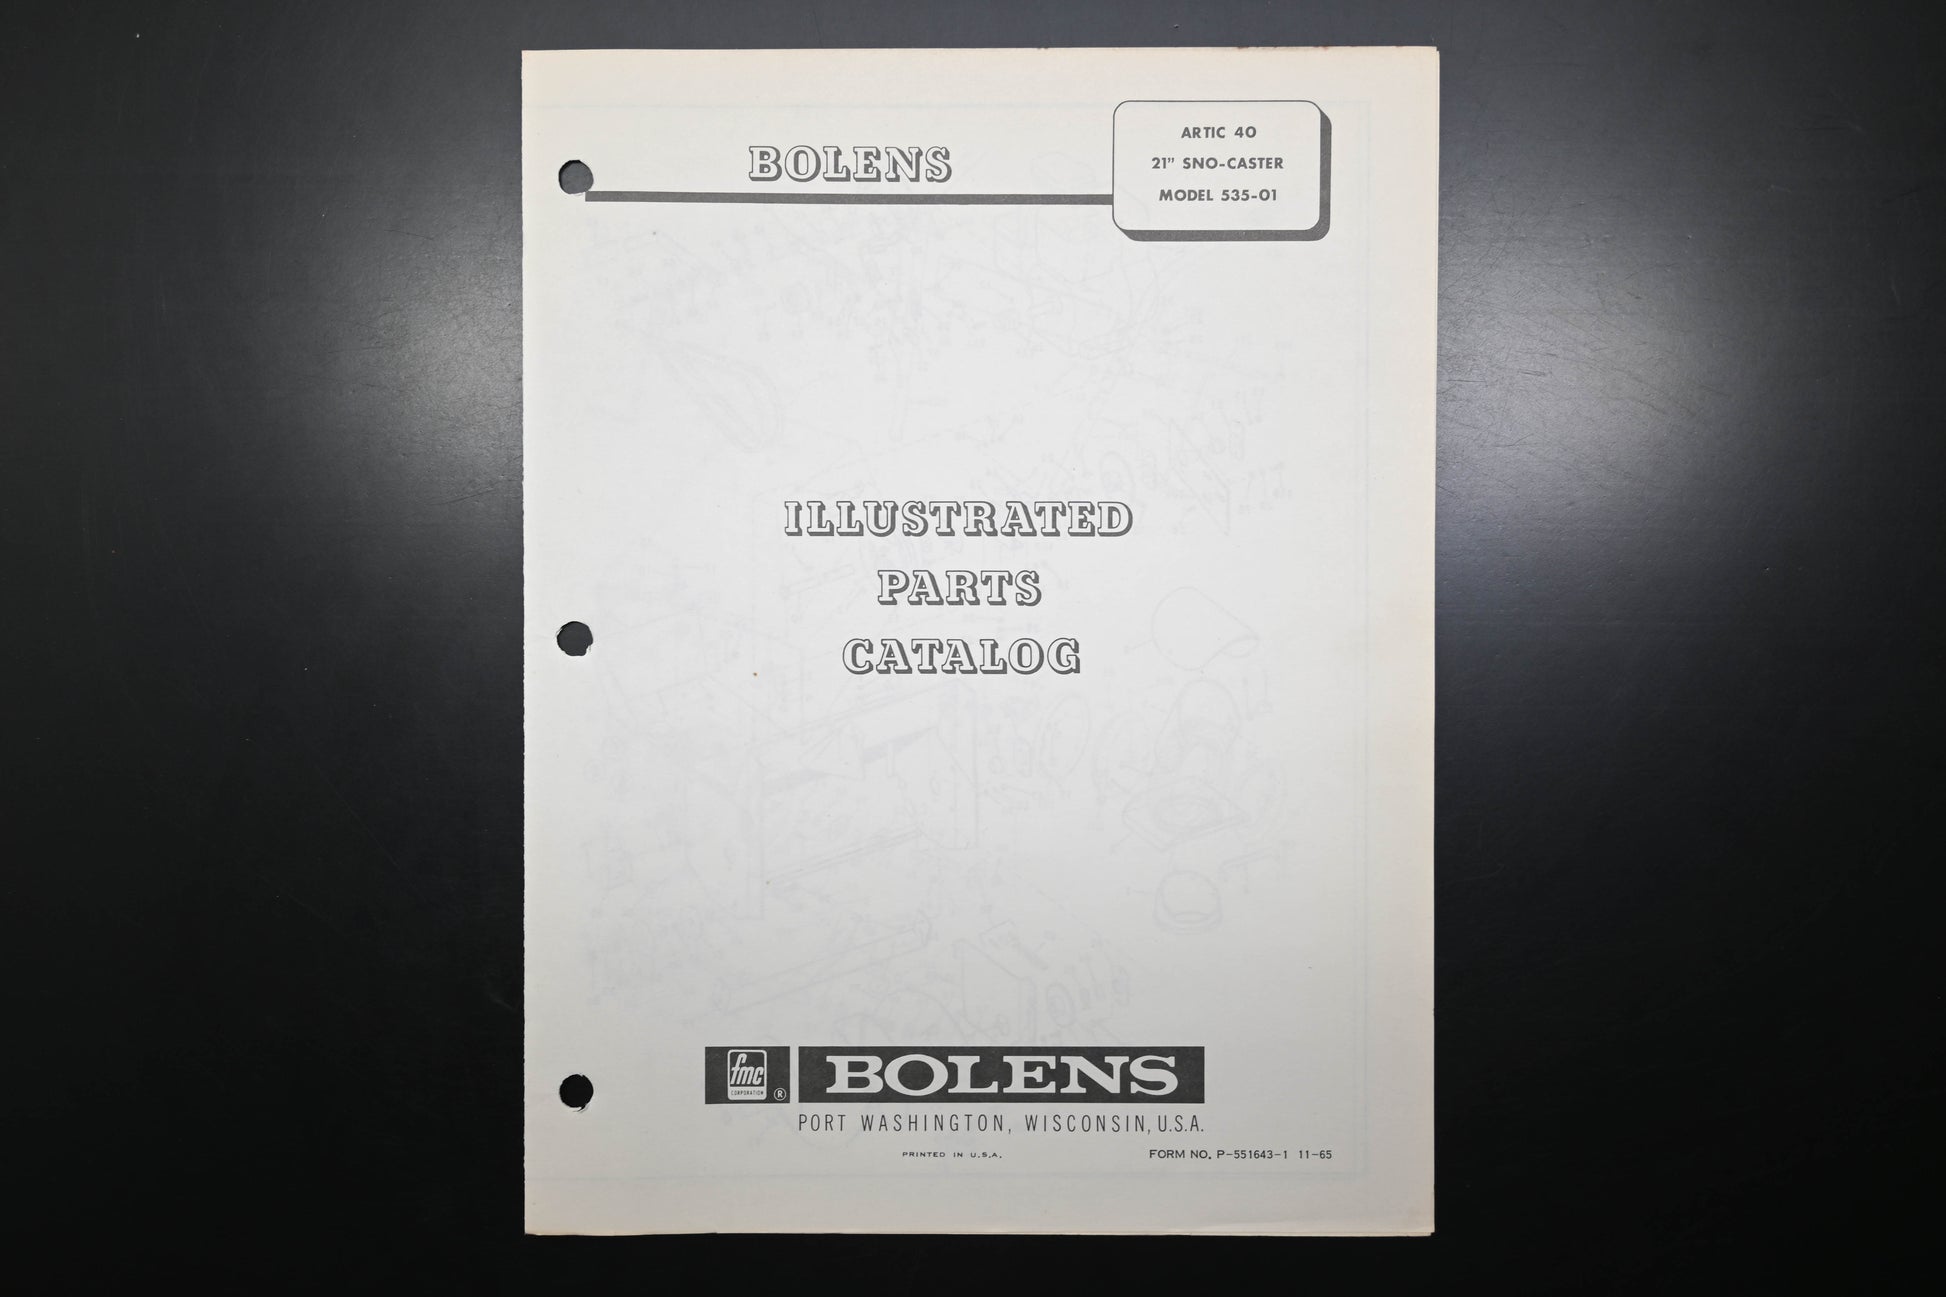 BOLENS
ARTIC 40
21" SNO-CASTER
MODEL 535-01
ILLUSTRATED
PARTS
CATALOG
fmc
CORPORATION
®
BOLENS
PORT WASHINGTON, WISCONSIN, U.S.A.
PRINTED IN U.S.A.
FORM NO. P-551643-1 11-65